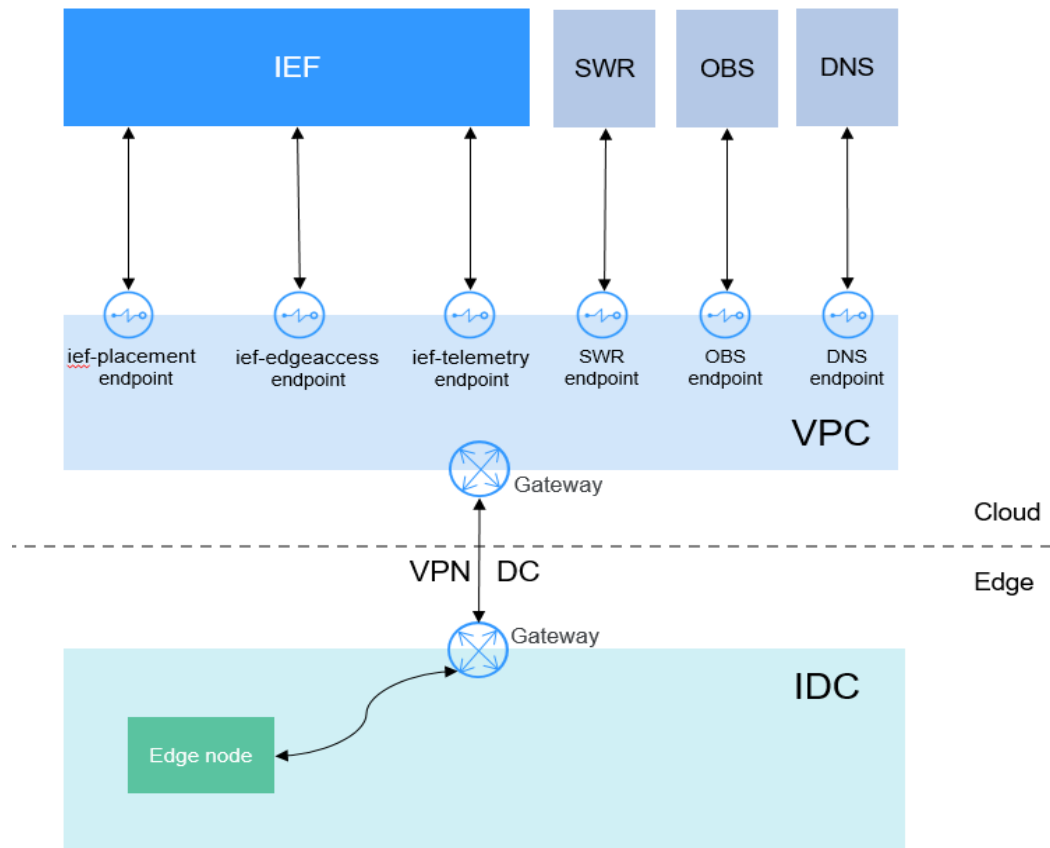 IEF
SWR
OBS
DNS
ief-placement
endpoint
ief-edgeaccess
endpoint
ief-telemetry
endpoint
SWR
endpoint
OBS
endpoint
DNS
endpoint
VPC
Gateway
Cloud
VPN
DC
Edge
Gateway
IDC
Edge node